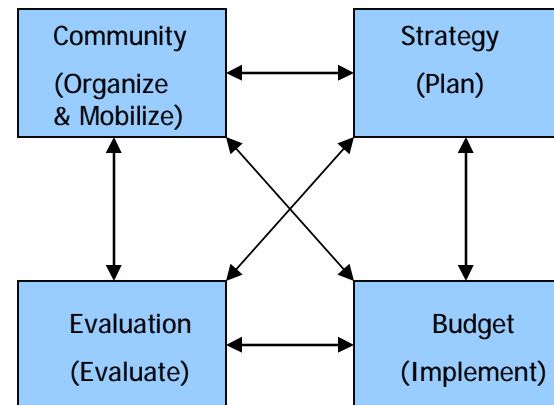 Community
(Organize
& Mobilize)
Strategy
(Plan)
Evaluation
(Evaluate)
Budget
(Implement)